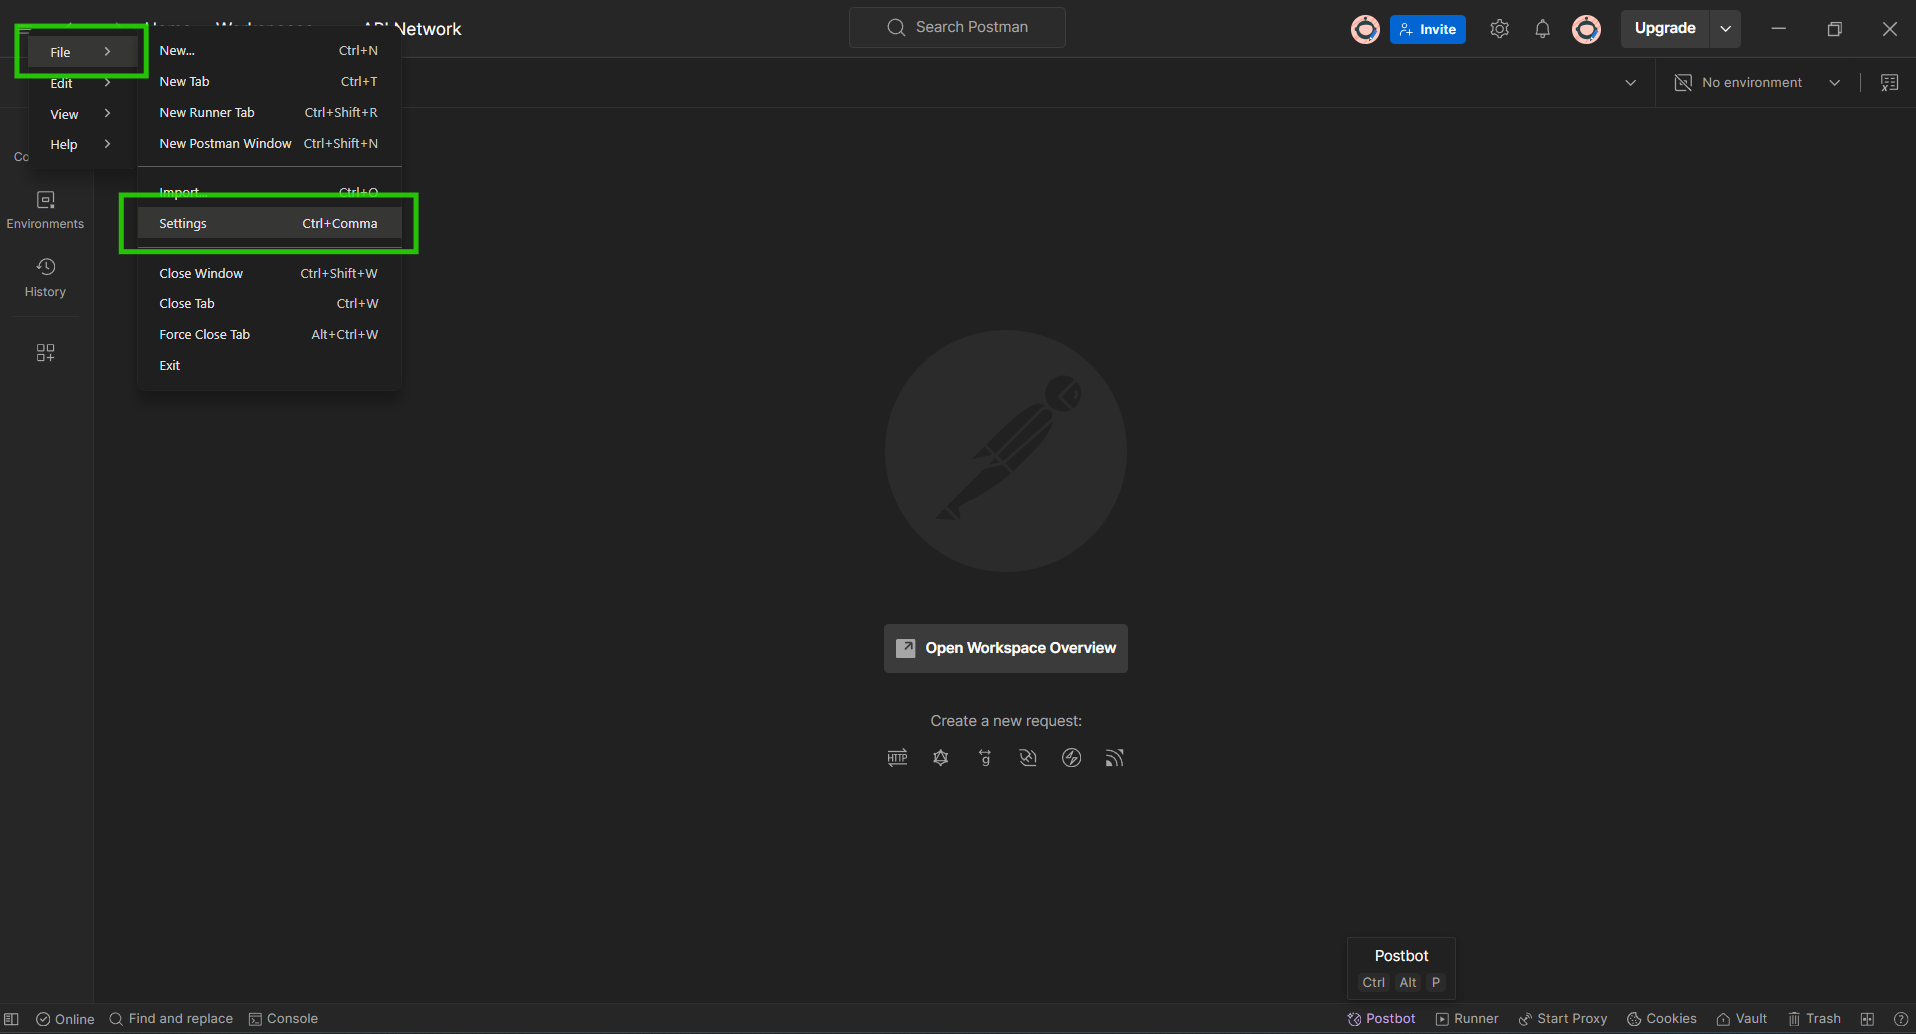 API Network
Search Postman
Invite
Upgrade
File
Edit
View
Help
New... Ctrl+N
New Tab Ctrl+T
New Runner Tab Ctrl+Shift+R
New Postman Window Ctrl+Shift+N
Import... Ctrl+O
Settings Ctrl+Comma
Close Window Ctrl+Shift+W
Close Tab Ctrl+W
Force Close Tab Alt+Ctrl+W
Exit
No environment
Co
Environments
History
Open Workspace Overview
Create a new request:
HTTP
g
Postbot
Ctrl Alt P
Online
Find and replace
Console
Postbot
Runner
Start Proxy
Cookies
Vault
Trash